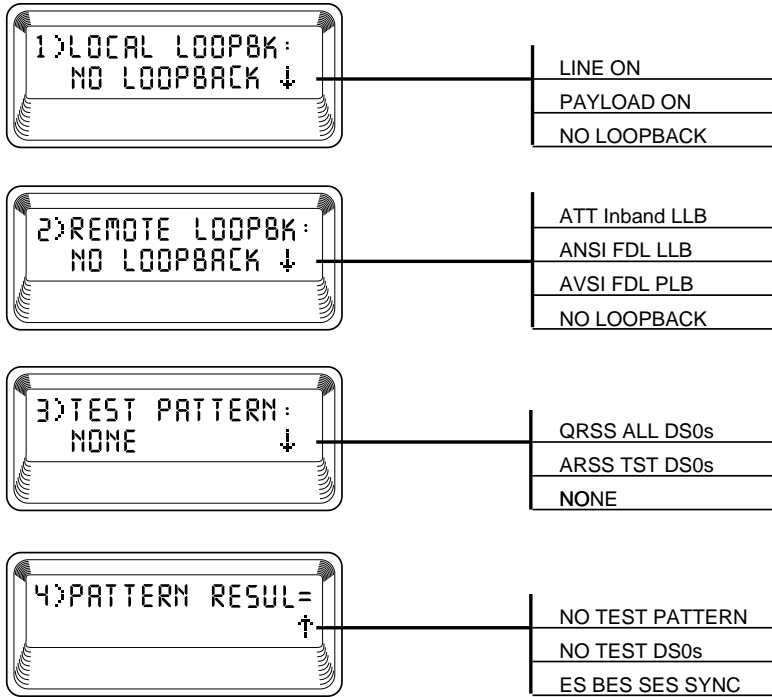 1)LOCAL LOOPBK:
NO LOOPBACK ↓
LINE ON
PAYLOAD ON
NO LOOPBACK
2)REMOTE LOOPBK:
NO LOOPBACK ↓
ATT Inband LLB
ANSI FDL LLB
AVSI FDL PLB
NO LOOPBACK
3)TEST PATTERN:
NONE ↓
QRSS ALL DS0s
ARSS TST DS0s
NONE
4)PATTERN RESUL=
↑
NO TEST PATTERN
NO TEST DS0s
ES BES SES SYNC